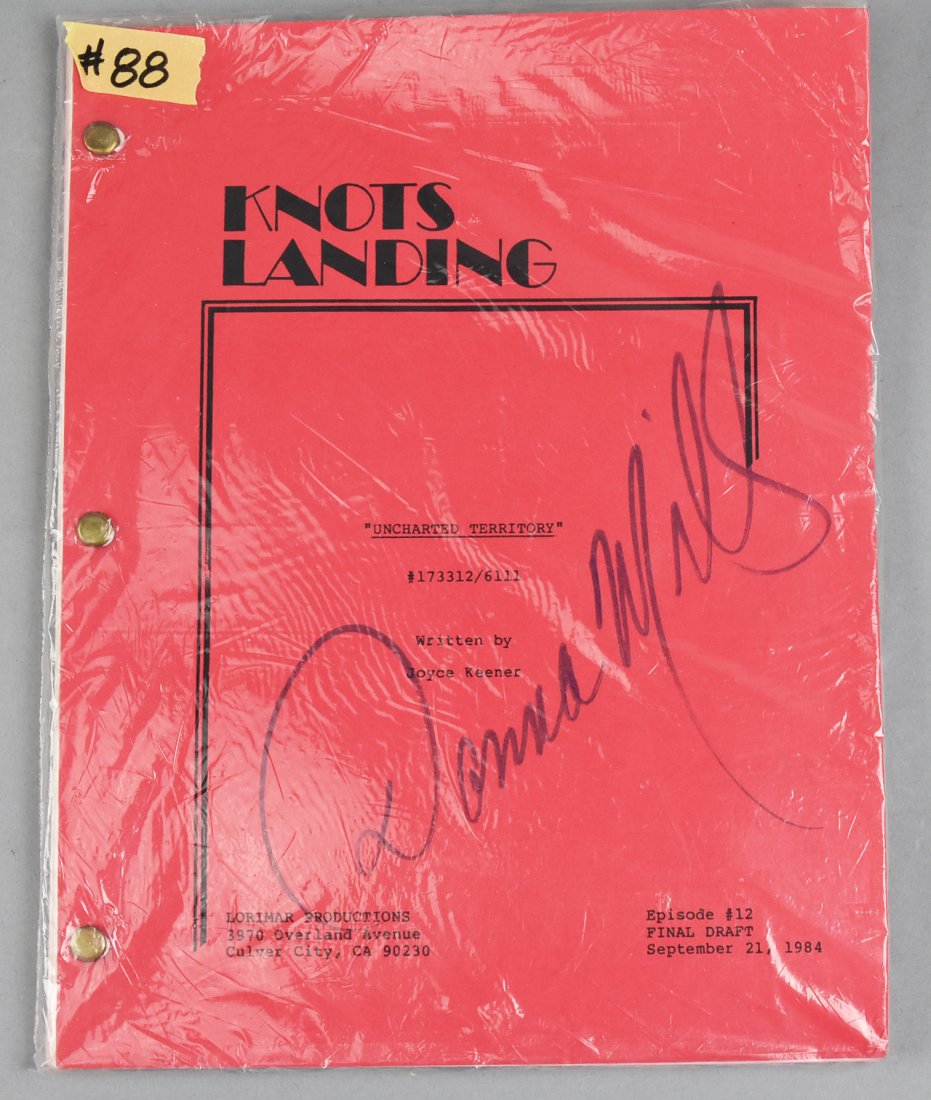 #88
KNOTS
LANDING
"UNCHARTED TERRITORY"
#173312/6111
Written by
Joyce Keener
Donna Mills
LORIMAR PRODUCTIONS
3970 Overland Avenue
Culver City, CA 90230
Episode #12
FINAL DRAFT
September 21, 1984